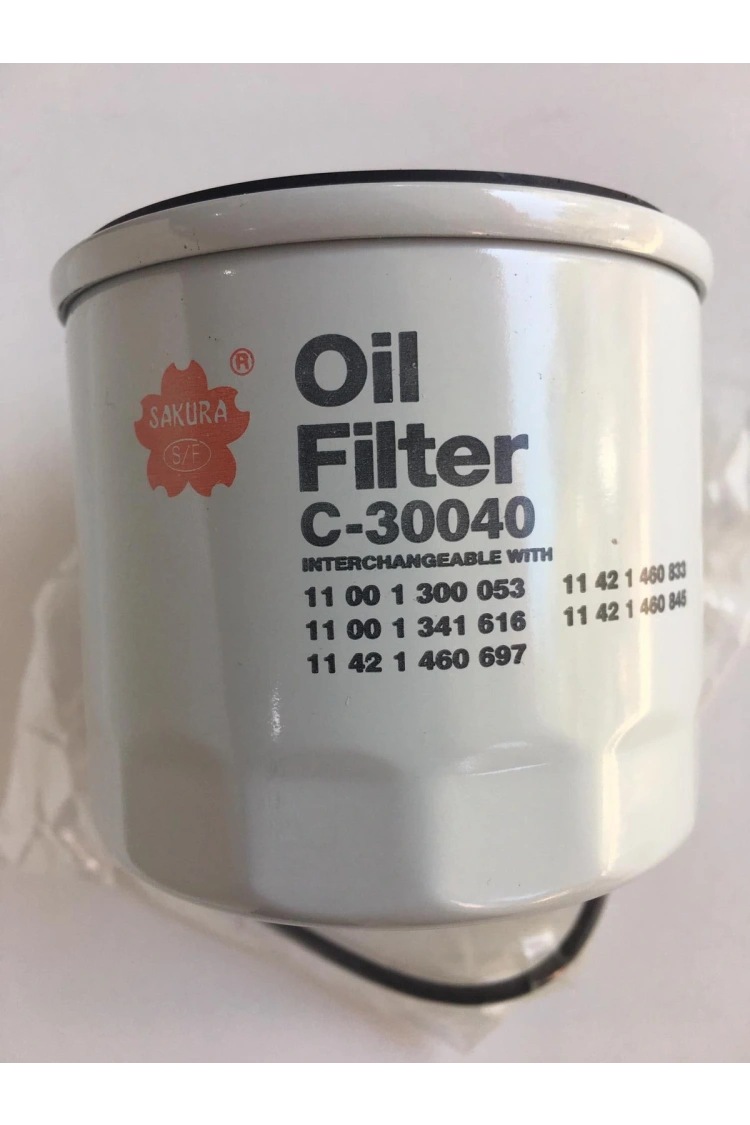 SAKURA
S/F
®
Oil
Filter
C-30040
INTERCHANGEABLE WITH
11 00 1 300 053
11 00 1 341 616
11 42 1 460 697
11 42 1 460 833
11 42 1 460 845